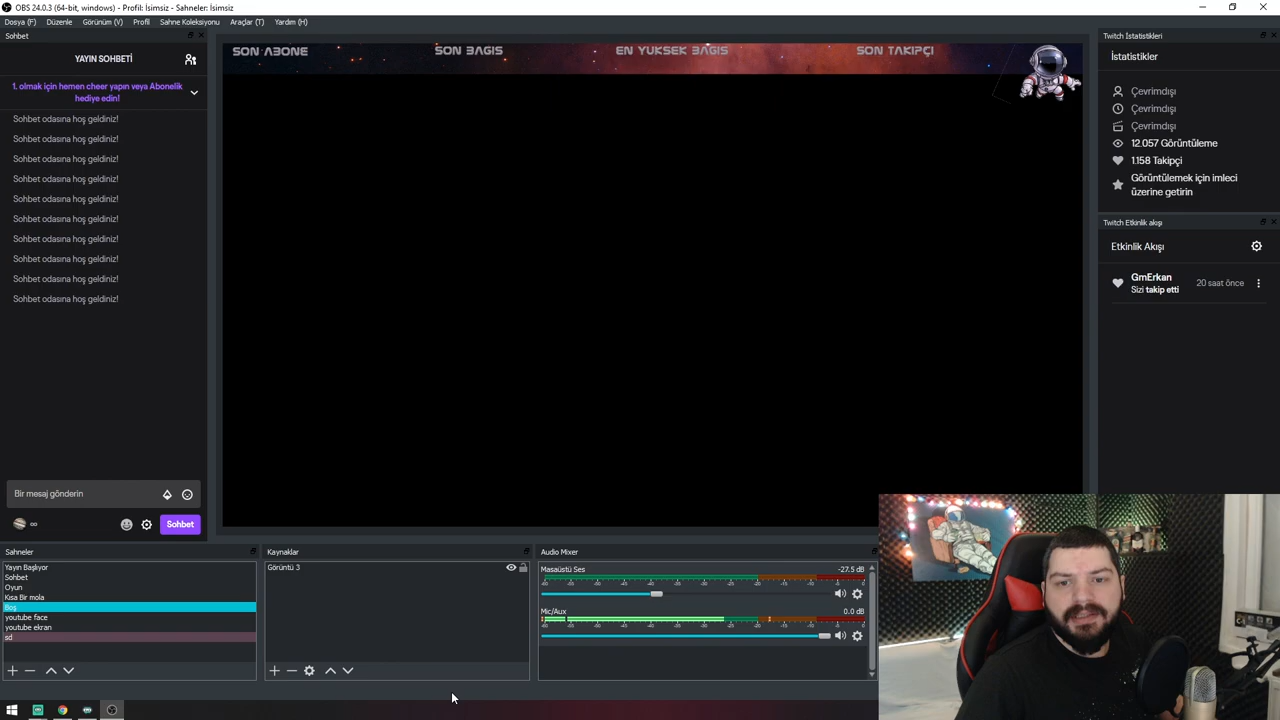 OBS 24.0.3 (64-bit, windows) - Profil: İsimsiz - Sahneler: İsimsiz
Dosya (F) Düzenle Görünüm (V) Profil Sahne Koleksiyonu Araçlar (T) Yardım (H)
Sohbet
YAYIN SOHBETİ
1. olmak için hemen cheer yapın veya Abonelik
hediye edin!
Sohbet odasına hoş geldiniz!
Sohbet odasına hoş geldiniz!
Sohbet odasına hoş geldiniz!
Sohbet odasına hoş geldiniz!
Sohbet odasına hoş geldiniz!
Sohbet odasına hoş geldiniz!
Sohbet odasına hoş geldiniz!
Sohbet odasına hoş geldiniz!
Sohbet odasına hoş geldiniz!
Sohbet odasına hoş geldiniz!
Bir mesaj gönderin
Sohbet
SON ABONE SON BAGIS EN YUKSEK BAGIS SON TAKIPÇI
Twitch İstatistikleri
İstatistikler
Çevrimdışı
Çevrimdışı
Çevrimdışı
12.057 Görüntüleme
1.158 Takipçi
Görüntülemek için imleci
üzerine getirin
Twitch Etkinlik akışı
Etkinlik Akışı
GmErkan
Sizi takip etti
20 saat önce
Sahneler
Yayın Başlıyor
Sohbet
Oyun
Kısa Bir mola
Boş
youtube face
youtube ekran
sd
Kaynaklar
Görüntü 3
Audio Mixer
Masaüstü Ses -27.5 dB
Mic/Aux 0.0 dB